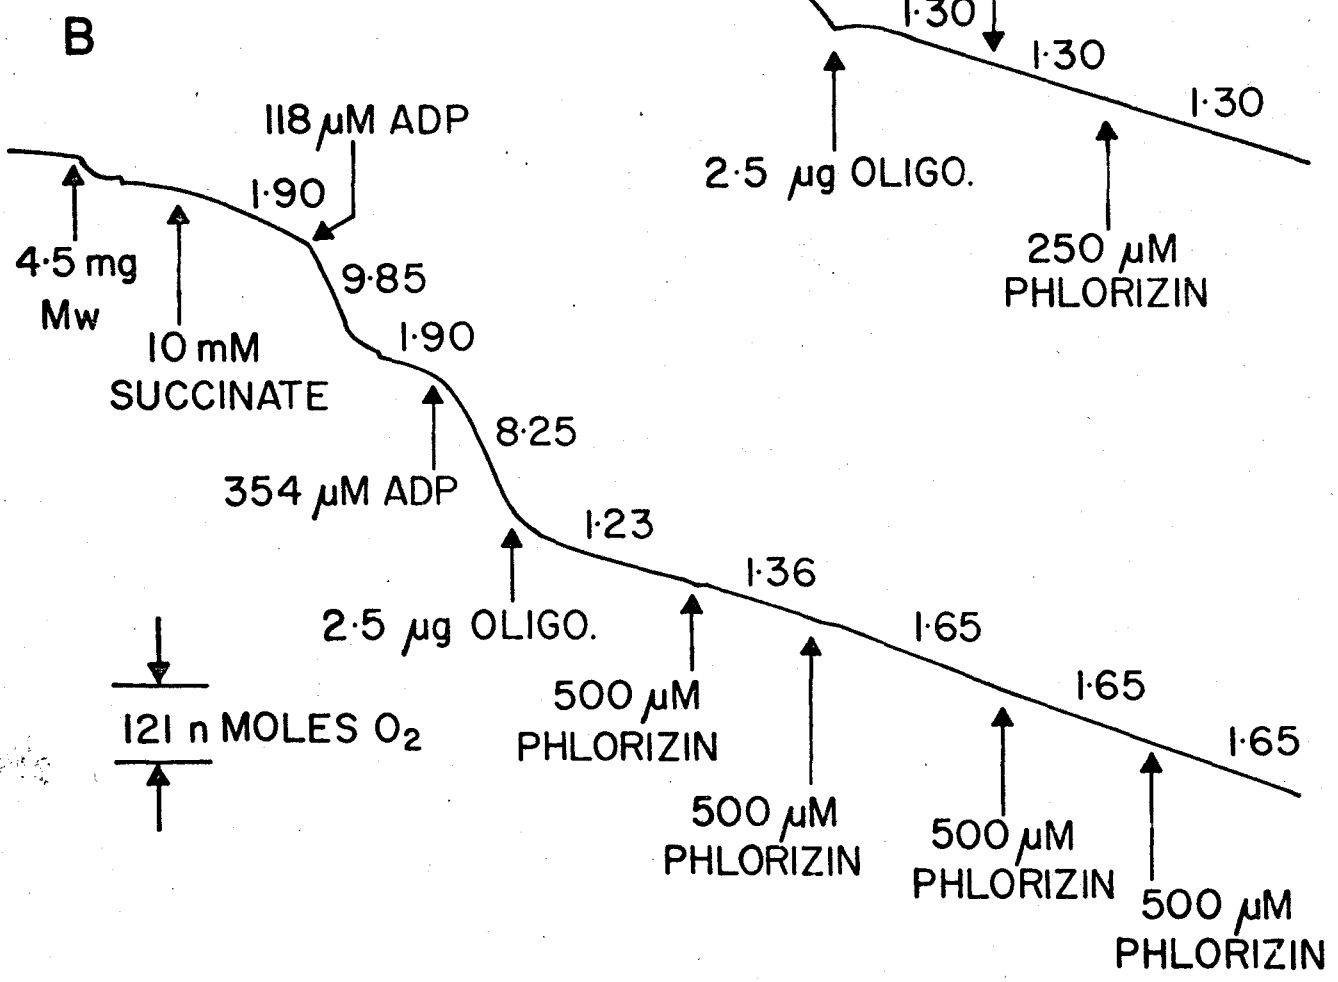 B
1·30
1·30
1·30
2·5 µg OLIGO.
250 µM
PHLORIZIN
118 µM ADP
1·90
4·5 mg
Mw
10 mM
SUCCINATE
9·85
1·90
354 µM ADP
8·25
1·23
2·5 µg OLIGO.
1·36
500 µM
PHLORIZIN
1·65
500 µM
PHLORIZIN
1·65
500 µM
PHLORIZIN
1·65
500 µM
PHLORIZIN
121 n MOLES O₂